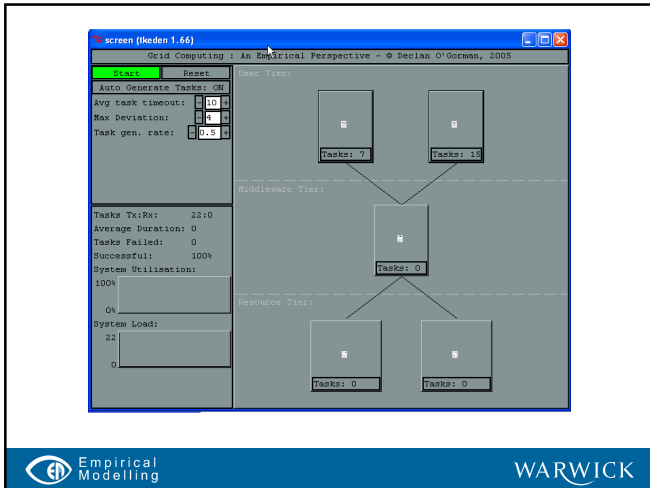 screen (tkeden 1.66)
Grid Computing : An Empirical Perspective - © Declan O'Gorman, 2005
Start Reset
Auto Generate Tasks: ON
Avg task timeout: - 10 +
Max Deviation: - 4 +
Task gen. rate: - 0.5 +
Tasks Tx:Rx: 22:0
Average Duration: 0
Tasks Failed: 0
Successful: 100%
System Utilisation:
100%
0%
System Load:
22
0
User Tier:
Tasks: 7
Tasks: 15
Middleware Tier:
Tasks: 0
Resource Tier:
Tasks: 0
Tasks: 0
Empirical
Modelling
WARWICK